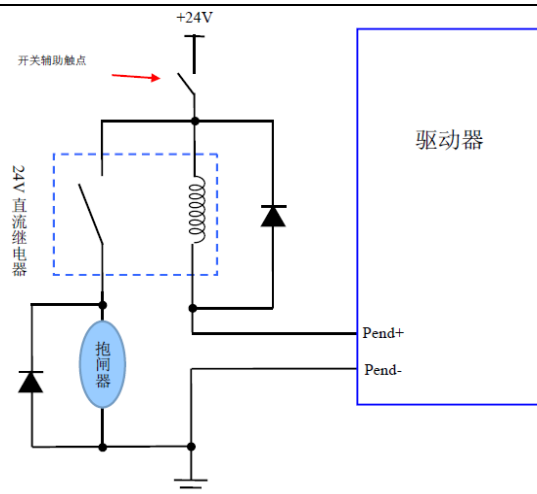 +24V
开关辅助触点
驱动器
24V 直流继电器
Pend+
抱闸器
Pend-